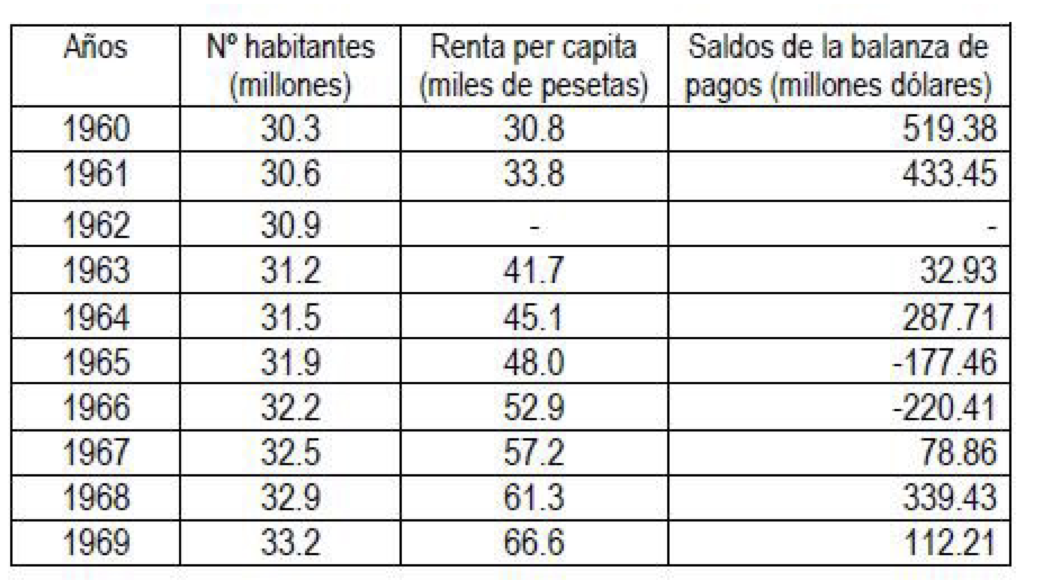 Años Nº habitantes (millones) Renta per capita (miles de pesetas) Saldos de la balanza de pagos (millones dólares)
1960 30.3 30.8 519.38
1961 30.6 33.8 433.45
1962 30.9 - -
1963 31.2 41.7 32.93
1964 31.5 45.1 287.71
1965 31.9 48.0 -177.46
1966 32.2 52.9 -220.41
1967 32.5 57.2 78.86
1968 32.9 61.3 339.43
1969 33.2 66.6 112.21